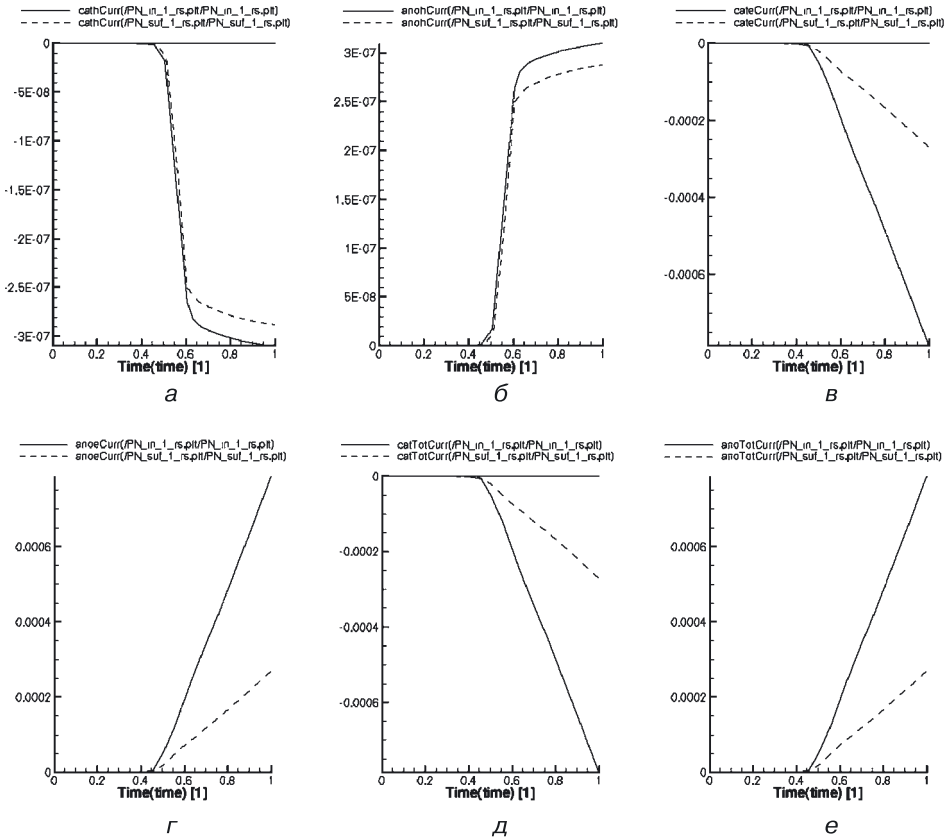 cathCurr(/PN_in_1_rs.plt/PN_in_1_rs.plt)
cathCurr(/PN_suf_1_rs.plt/PN_suf_1_rs.plt)
0
-5E-08
-1E-07
-1.5E-07
-2E-07
-2.5E-07
-3E-07
0 0.2 0.4 0.6 0.8 1
Time(time) [1]
а
anohCurr(/PN_in_1_rs.plt/PN_in_1_rs.plt)
anohCurr(/PN_suf_1_rs.plt/PN_suf_1_rs.plt)
3E-07
2.5E-07
2E-07
1E-07
5E-08
0
0 0.2 0.4 0.6 0.8 1
Time(time) [1]
б
cateCurr(/PN_in_1_rs.plt/PN_in_1_rs.plt)
cateCurr(/PN_suf_1_rs.plt/PN_suf_1_rs.plt)
0
-0.0002
-0.0004
-0.0006
0 0.2 0.4 0.6 0.8 1
Time(time) [1]
в
anoeCurr(/PN_in_1_rs.plt/PN_in_1_rs.plt)
anoeCurr(/PN_suf_1_rs.plt/PN_suf_1_rs.plt)
0.0006
0.0004
0.0002
0
0 0.2 0.4 0.6 0.8 1
Time(time) [1]
г
catTotCurr(/PN_in_1_rs.plt/PN_in_1_rs.plt)
catTotCurr(/PN_suf_1_rs.plt/PN_suf_1_rs.plt)
0
-0.0002
-0.0004
-0.0006
0 0.2 0.4 0.6 0.8 1
Time(time) [1]
д
anoTotCurr(/PN_in_1_rs.plt/PN_in_1_rs.plt)
anoTotCurr(/PN_suf_1_rs.plt/PN_suf_1_rs.plt)
0.0006
0.0004
0.0002
0
0 0.2 0.4 0.6 0.8 1
Time(time) [1]
е